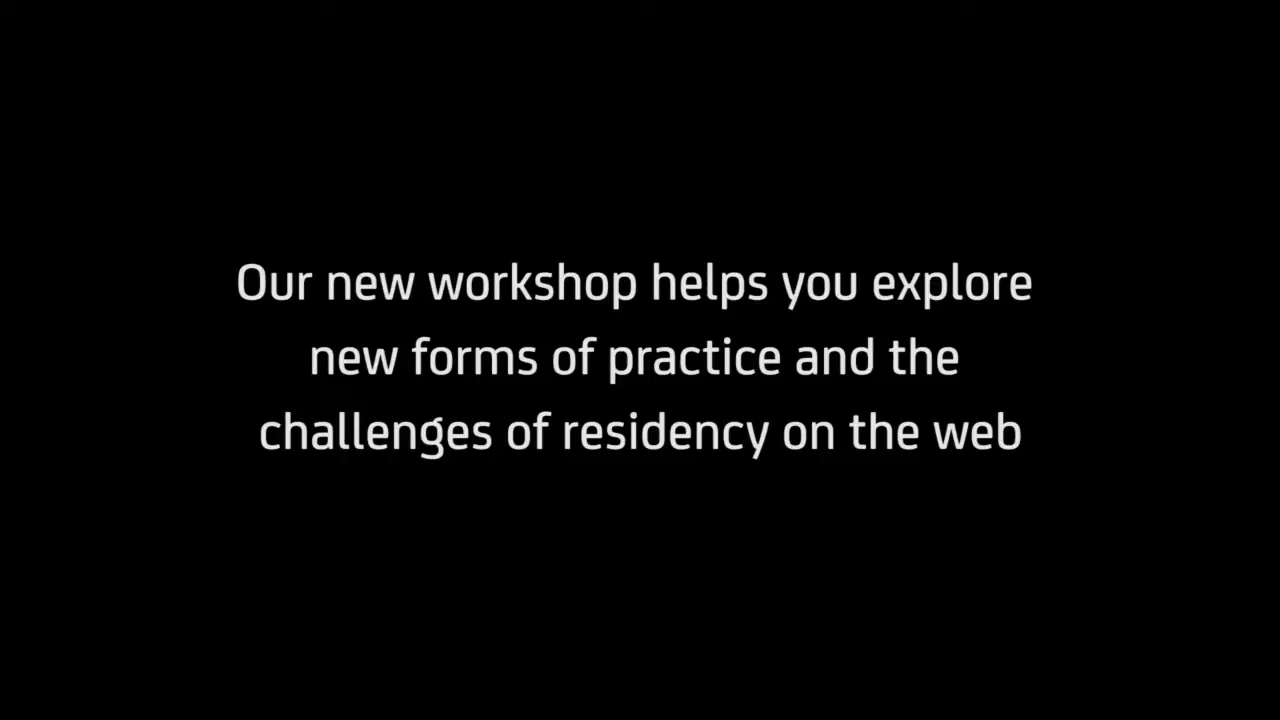 Our new workshop helps you explore
new forms of practice and the
challenges of residency on the web